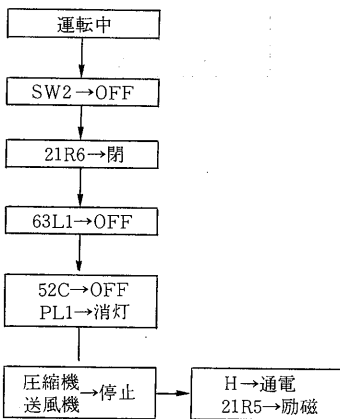 運転中
SW2→OFF
21R6→閉
63L1→OFF
52C→OFF
PL1→消灯
圧縮機
送風機→停止
H→通電
21R5→励磁